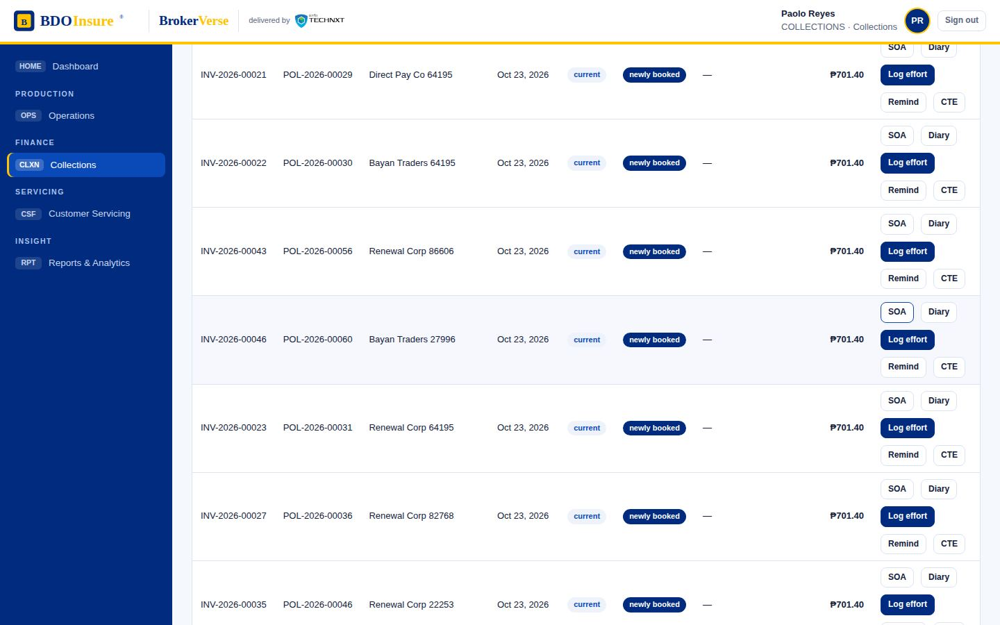 B BDO Insure ® BrokerVerse delivered by TECHNXT Paolo Reyes PR Sign out
COLLECTIONS · Collections
HOME Dashboard
PRODUCTION
OPS Operations
FINANCE
CLXN Collections
SERVICING
CSF Customer Servicing
INSIGHT
RPT Reports & Analytics
SOA Diary
INV-2026-00021 POL-2026-00029 Direct Pay Co 64195 Oct 23, 2026 current newly booked — ₱701.40 Log effort
Remind CTE
SOA Diary
INV-2026-00022 POL-2026-00030 Bayan Traders 64195 Oct 23, 2026 current newly booked — ₱701.40 Log effort
Remind CTE
SOA Diary
INV-2026-00043 POL-2026-00056 Renewal Corp 86606 Oct 23, 2026 current newly booked — ₱701.40 Log effort
Remind CTE
SOA Diary
INV-2026-00046 POL-2026-00060 Bayan Traders 27996 Oct 23, 2026 current newly booked — ₱701.40 Log effort
Remind CTE
SOA Diary
INV-2026-00023 POL-2026-00031 Renewal Corp 64195 Oct 23, 2026 current newly booked — ₱701.40 Log effort
Remind CTE
SOA Diary
INV-2026-00027 POL-2026-00036 Renewal Corp 82768 Oct 23, 2026 current newly booked — ₱701.40 Log effort
Remind CTE
SOA Diary
INV-2026-00035 POL-2026-00046 Renewal Corp 22253 Oct 23, 2026 current newly booked — ₱701.40 Log effort